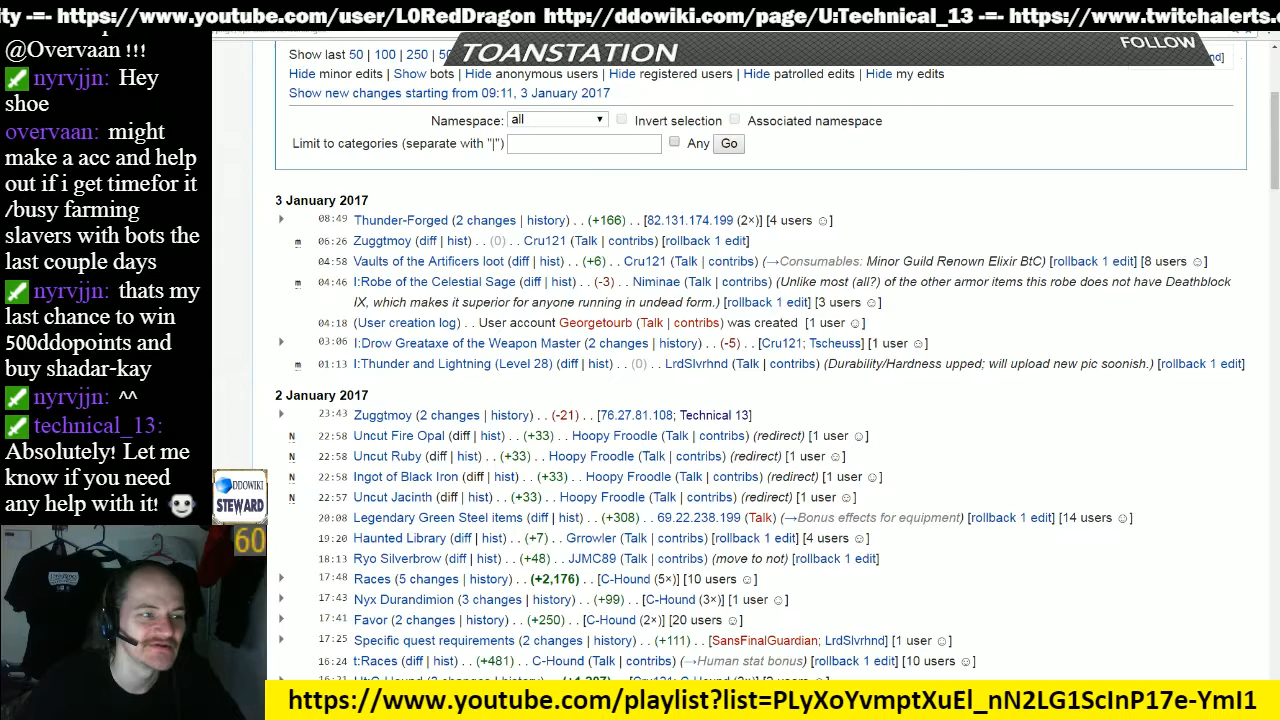 ity -=- https://www.youtube.com/user/L0RedDragon http://ddowiki.com/page/U:Technical_13 -=- https://www.twitchalerts.c
@Overvaan !!!
nyrvjjn: Hey
shoe
overvaan: might
make a acc and help
out if i get timefor it
/busy farming
slavers with bots the
last couple days
nyrvjjn: thats my
last chance to win
500ddopoints and
buy shadar-kay
nyrvjjn: ^^
technical_13:
Absolutely! Let me
know if you need
any help with it!
DDOWIKI
STEWARD
60
TOANSTATION
FOLLOW
Show last 50 | 100 | 250 | 50
nd]
Hide minor edits | Show bots | Hide anonymous users | Hide registered users | Hide patrolled edits | Hide my edits
Show new changes starting from 09:11, 3 January 2017
Namespace: all Invert selection Associated namespace
Limit to categories (separate with "|") Any Go
3 January 2017
08:49 Thunder-Forged (2 changes | history) . . (+166) . . [82.131.174.199 (2×)] [4 users ☺]
m 06:26 Zuggtmoy (diff | hist) . . (0) . . Cru121 (Talk | contribs) [rollback 1 edit]
04:58 Vaults of the Artificers loot (diff | hist) . . (+6) . . Cru121 (Talk | contribs) (→Consumables: Minor Guild Renown Elixir BtC) [rollback 1 edit] [8 users ☺]
m 04:46 I:Robe of the Celestial Sage (diff | hist) . . (-3) . . Niminae (Talk | contribs) (Unlike most (all?) of the other armor items this robe does not have Deathblock
IX, which makes it superior for anyone running in undead form.) [rollback 1 edit] [3 users ☺]
04:18 (User creation log) . . User account Georgetourb (Talk | contribs) was created [1 user ☺]
03:06 I:Drow Greataxe of the Weapon Master (2 changes | history) . . (-5) . . [Cru121; Tscheuss] [1 user ☺]
m 01:13 I:Thunder and Lightning (Level 28) (diff | hist) . . (0) . . LrdSlvrhnd (Talk | contribs) (Durability/Hardness upped; will upload new pic soonish.) [rollback 1 edit]
2 January 2017
23:43 Zuggtmoy (2 changes | history) . . (-21) . . [76.27.81.108; Technical 13]
N 22:58 Uncut Fire Opal (diff | hist) . . (+33) . . Hoopy Froodle (Talk | contribs) (redirect) [1 user ☺]
N 22:58 Uncut Ruby (diff | hist) . . (+33) . . Hoopy Froodle (Talk | contribs) (redirect) [1 user ☺]
N 22:58 Ingot of Black Iron (diff | hist) . . (+33) . . Hoopy Froodle (Talk | contribs) (redirect) [1 user ☺]
N 22:57 Uncut Jacinth (diff | hist) . . (+33) . . Hoopy Froodle (Talk | contribs) (redirect) [1 user ☺]
20:08 Legendary Green Steel items (diff | hist) . . (+308) . . 69.22.238.199 (Talk) (→Bonus effects for equipment) [rollback 1 edit] [14 users ☺]
19:20 Haunted Library (diff | hist) . . (+7) . . Grrowler (Talk | contribs) [rollback 1 edit] [4 users ☺]
18:13 Ryo Silverbrow (diff | hist) . . (+48) . . JJMC89 (Talk | contribs) (move to not) [rollback 1 edit]
17:48 Races (5 changes | history) . . (+2,176) . . [C-Hound (5×)] [10 users ☺]
17:43 Nyx Durandimion (3 changes | history) . . (+99) . . [C-Hound (3×)] [1 user ☺]
17:41 Favor (2 changes | history) . . (+250) . . [C-Hound (2×)] [20 users ☺]
17:25 Specific quest requirements (2 changes | history) . . (+111) . . [SansFinalGuardian; LrdSlvrhnd] [1 user ☺]
16:24 t:Races (diff | hist) . . (+481) . . C-Hound (Talk | contribs) (→Human stat bonus) [rollback 1 edit] [10 users ☺]
https://www.youtube.com/playlist?list=PLyXoYvmptXuEl_nN2LG1ScInP17e-YmI1